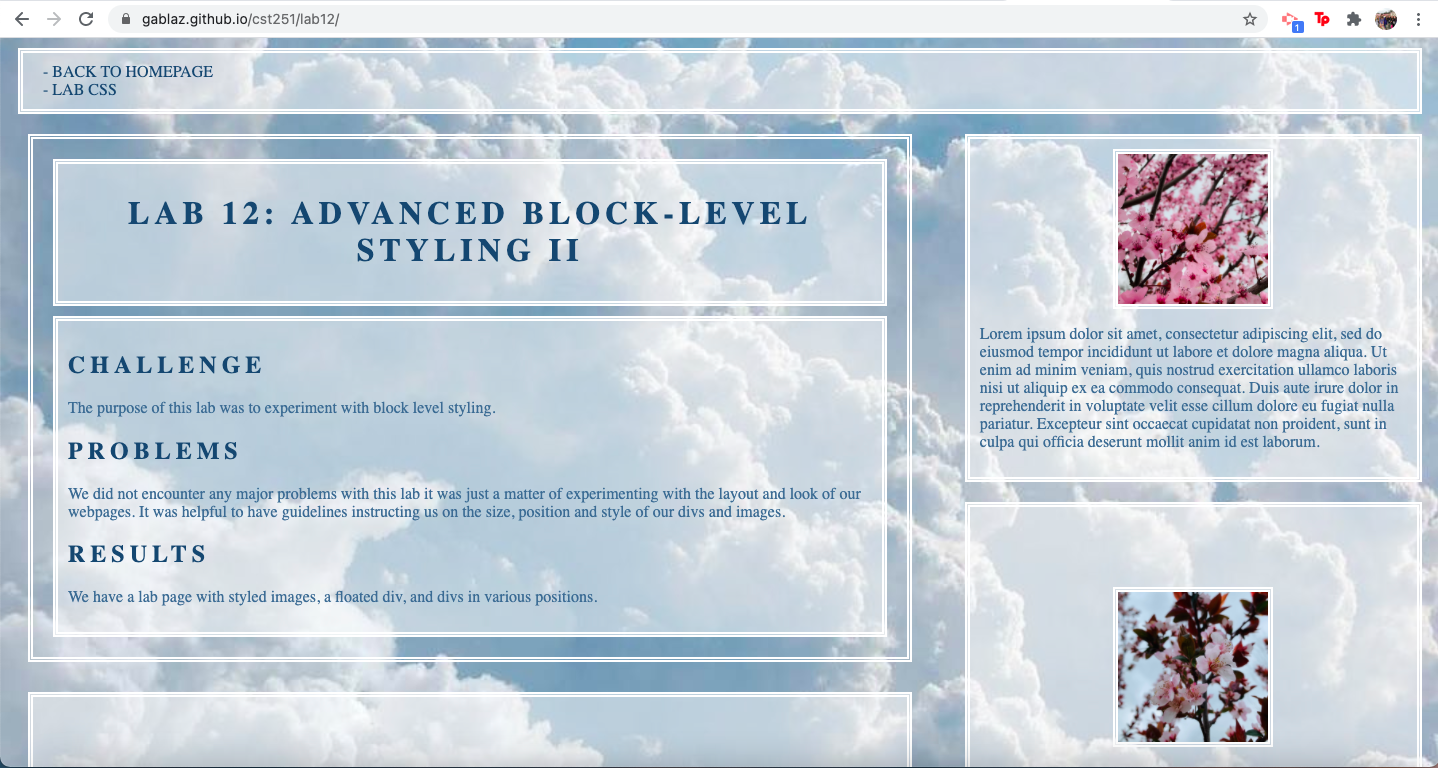 gablaz.github.io/cst251/lab12/
1
Tp
- BACK TO HOMEPAGE
- LAB CSS
LAB 12: ADVANCED BLOCK-LEVEL
STYLING II
CHALLENGE
The purpose of this lab was to experiment with block level styling.
PROBLEMS
We did not encounter any major problems with this lab it was just a matter of experimenting with the layout and look of our
webpages. It was helpful to have guidelines instructing us on the size, position and style of our divs and images.
RESULTS
We have a lab page with styled images, a floated div, and divs in various positions.
Lorem ipsum dolor sit amet, consectetur adipiscing elit, sed do
eiusmod tempor incididunt ut labore et dolore magna aliqua. Ut
enim ad minim veniam, quis nostrud exercitation ullamco laboris
nisi ut aliquip ex ea commodo consequat. Duis aute irure dolor in
reprehenderit in voluptate velit esse cillum dolore eu fugiat nulla
pariatur. Excepteur sint occaecat cupidatat non proident, sunt in
culpa qui officia deserunt mollit anim id est laborum.